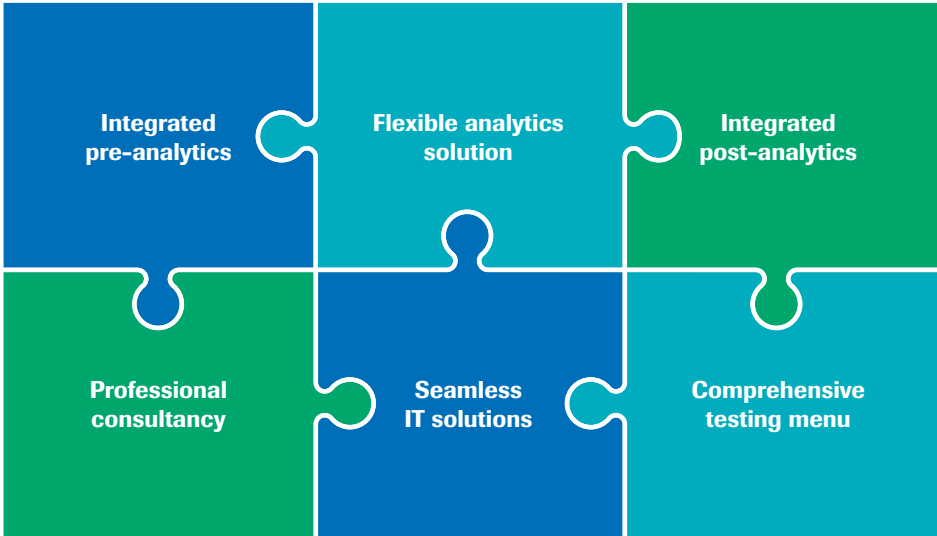 Integrated
pre-analytics
Flexible analytics
solution
Integrated
post-analytics
Professional
consultancy
Seamless
IT solutions
Comprehensive
testing menu